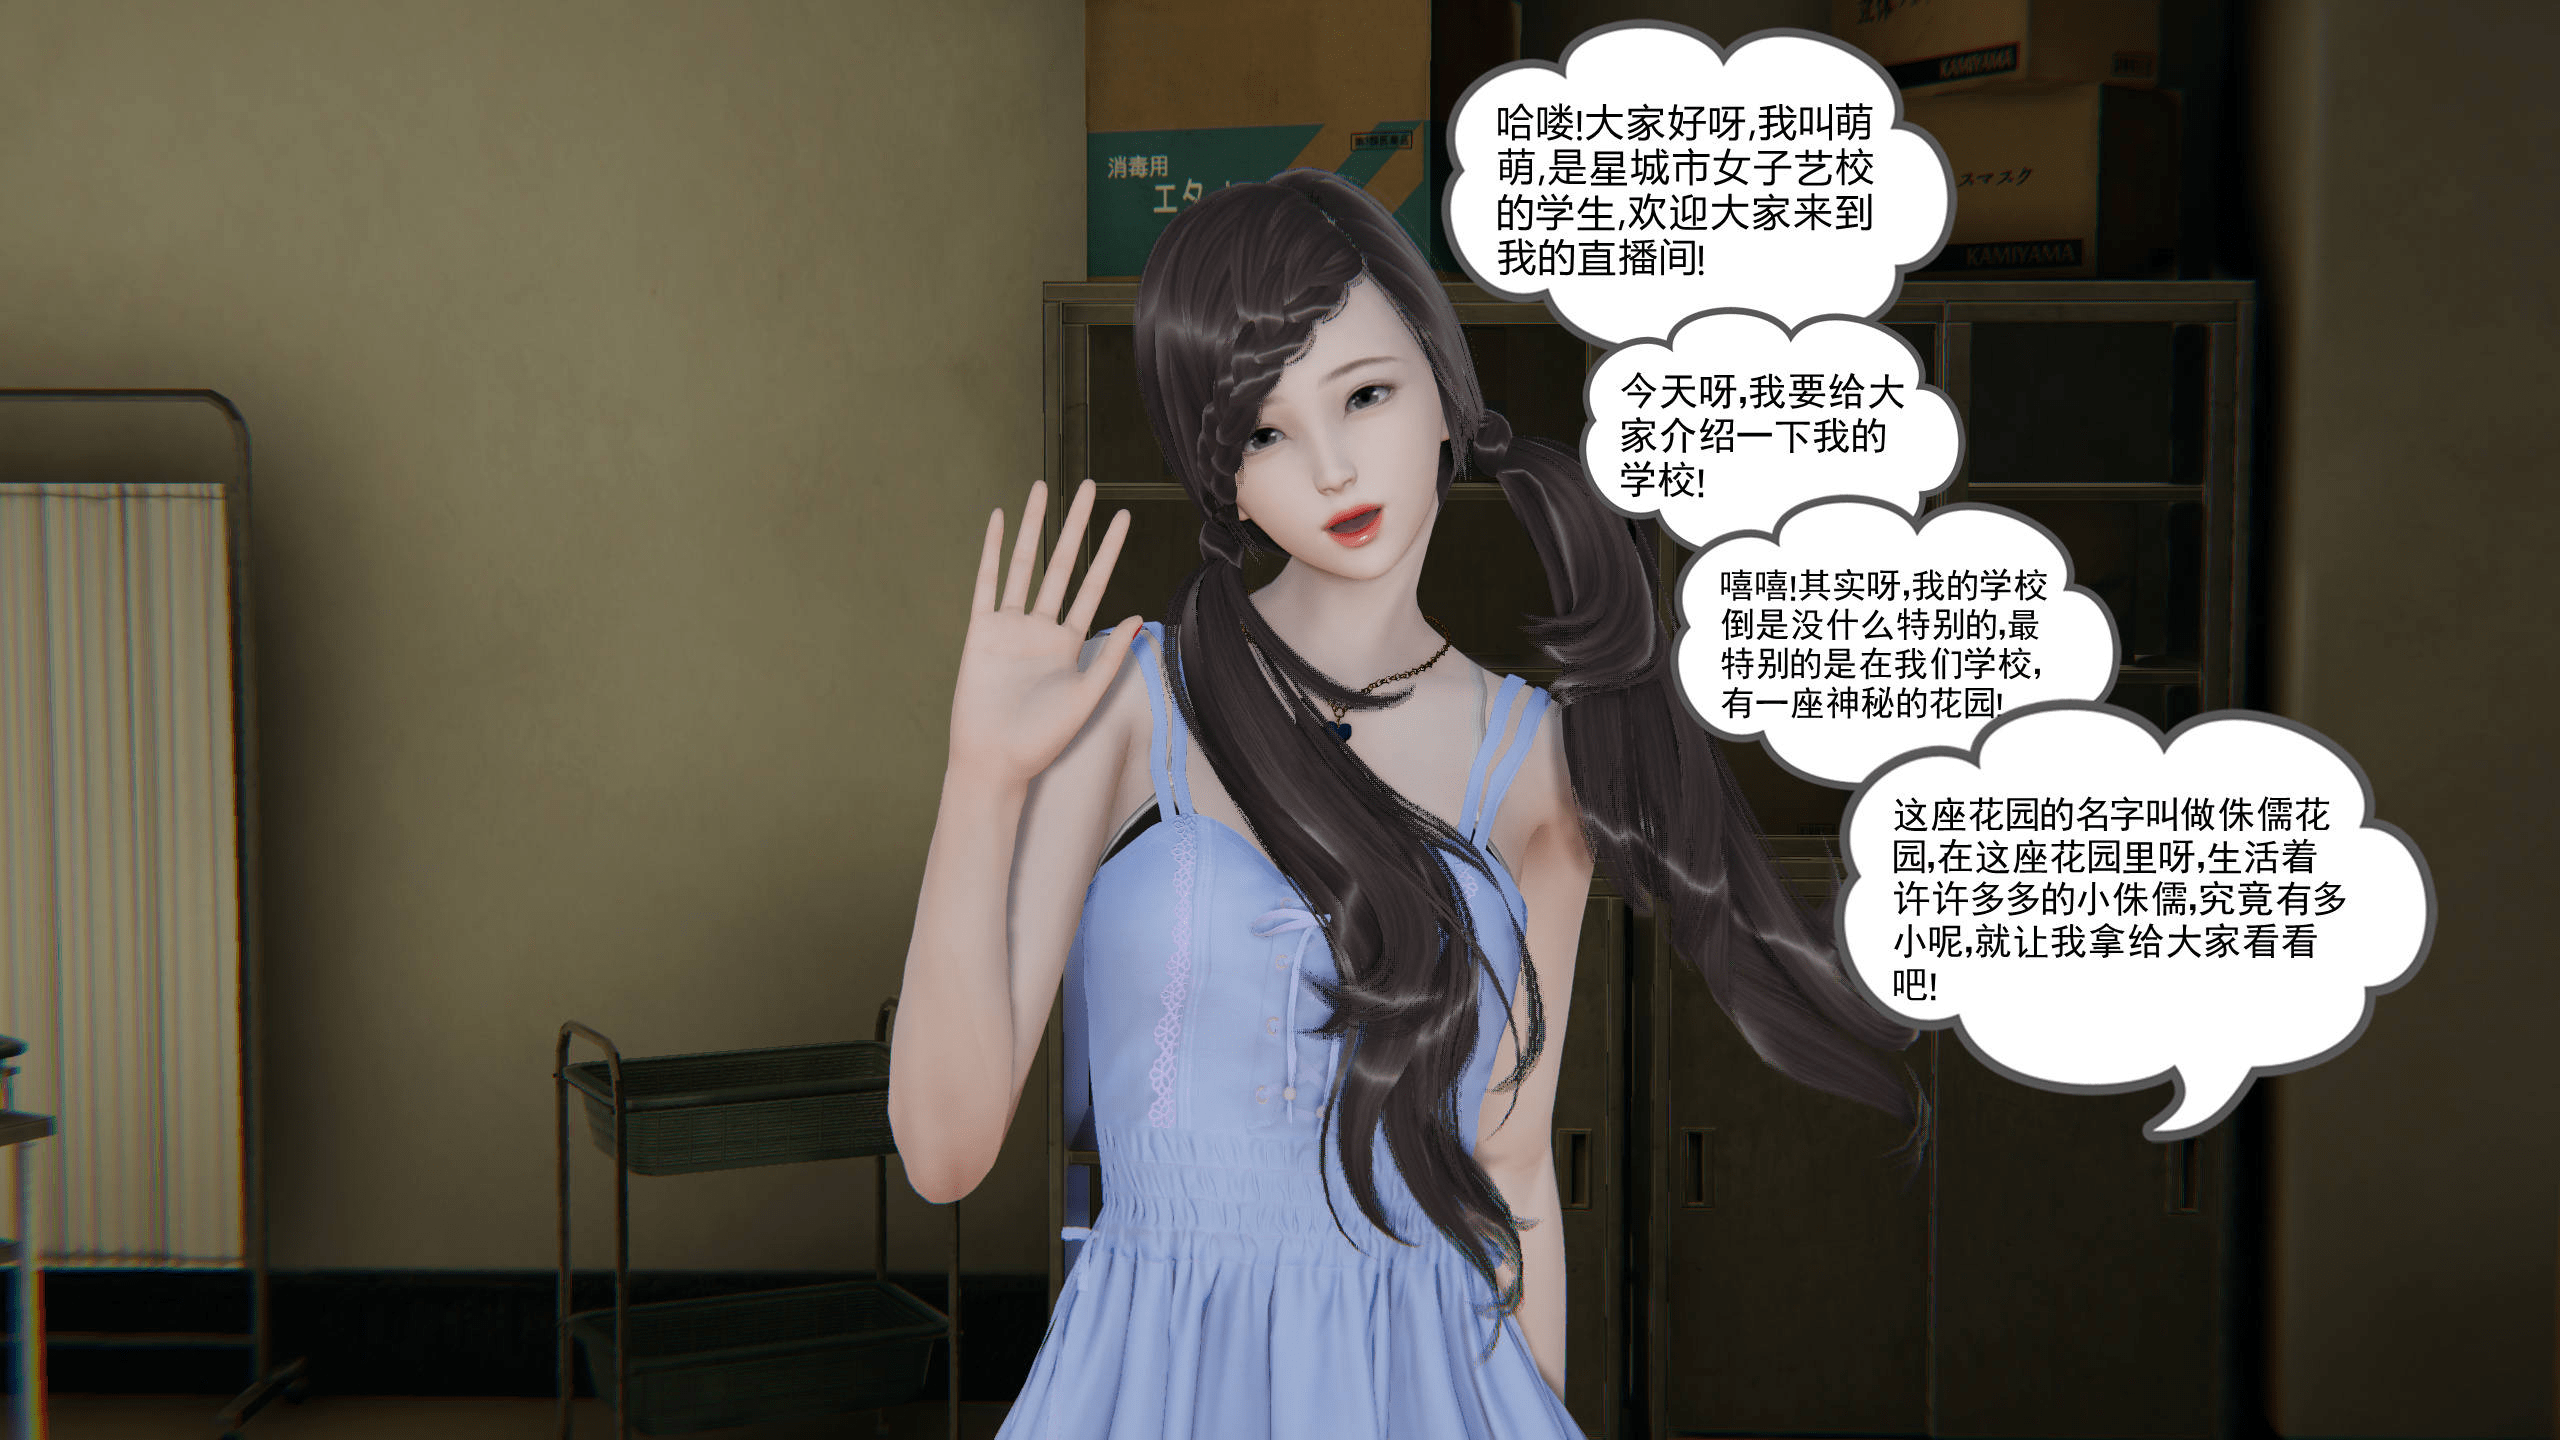 哈喽!大家好呀,我叫萌
萌,是星城市女子艺校
的学生,欢迎大家来到
我的直播间!
今天呀,我要给大
家介绍一下我的
学校!
嘻嘻!其实呀,我的学校
倒是没什么特别的,最
特别的是在我们学校,
有一座神秘的花园!
这座花园的名字叫做侏儒花
园,在这座花园里呀,生活着
许许多多的小侏儒,究竟有多
小呢,就让我拿给大家看看
吧!
消毒用
エタ
KAMIYAMA
スマスク
KAMIYAMA